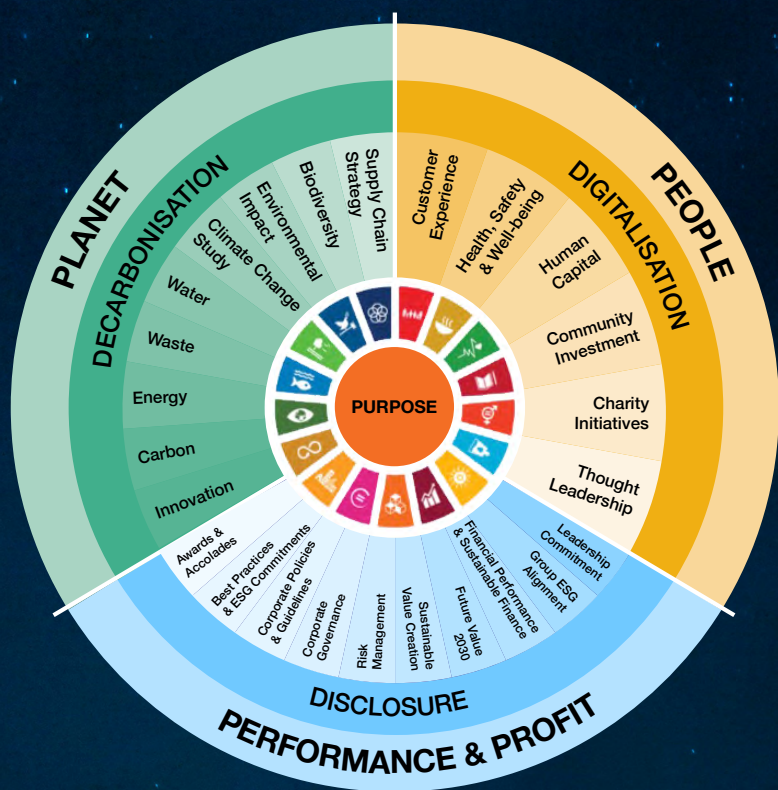 PLANET
DECARBONISATION
Supply Chain
Strategy
Biodiversity
Environmental
Impact
Climate Change
Study
Water
Waste
Energy
Carbon
Innovation
PEOPLE
DIGITALISATION
Customer
Experience
Health, Safety
& Well-being
Human
Capital
Community
Investment
Charity
Initiatives
Thought
Leadership
PURPOSE
Leadership
Commitment
Group ESG
Alignment
Financial Performance
& Sustainable Finance
Future Value
2030
Sustainable
Value Creation
Risk
Management
Corporate
Governance
Corporate Policies
& Guidelines
Best Practices
& ESG Commitments
Awards &
Accolades
DISCLOSURE
PERFORMANCE & PROFIT